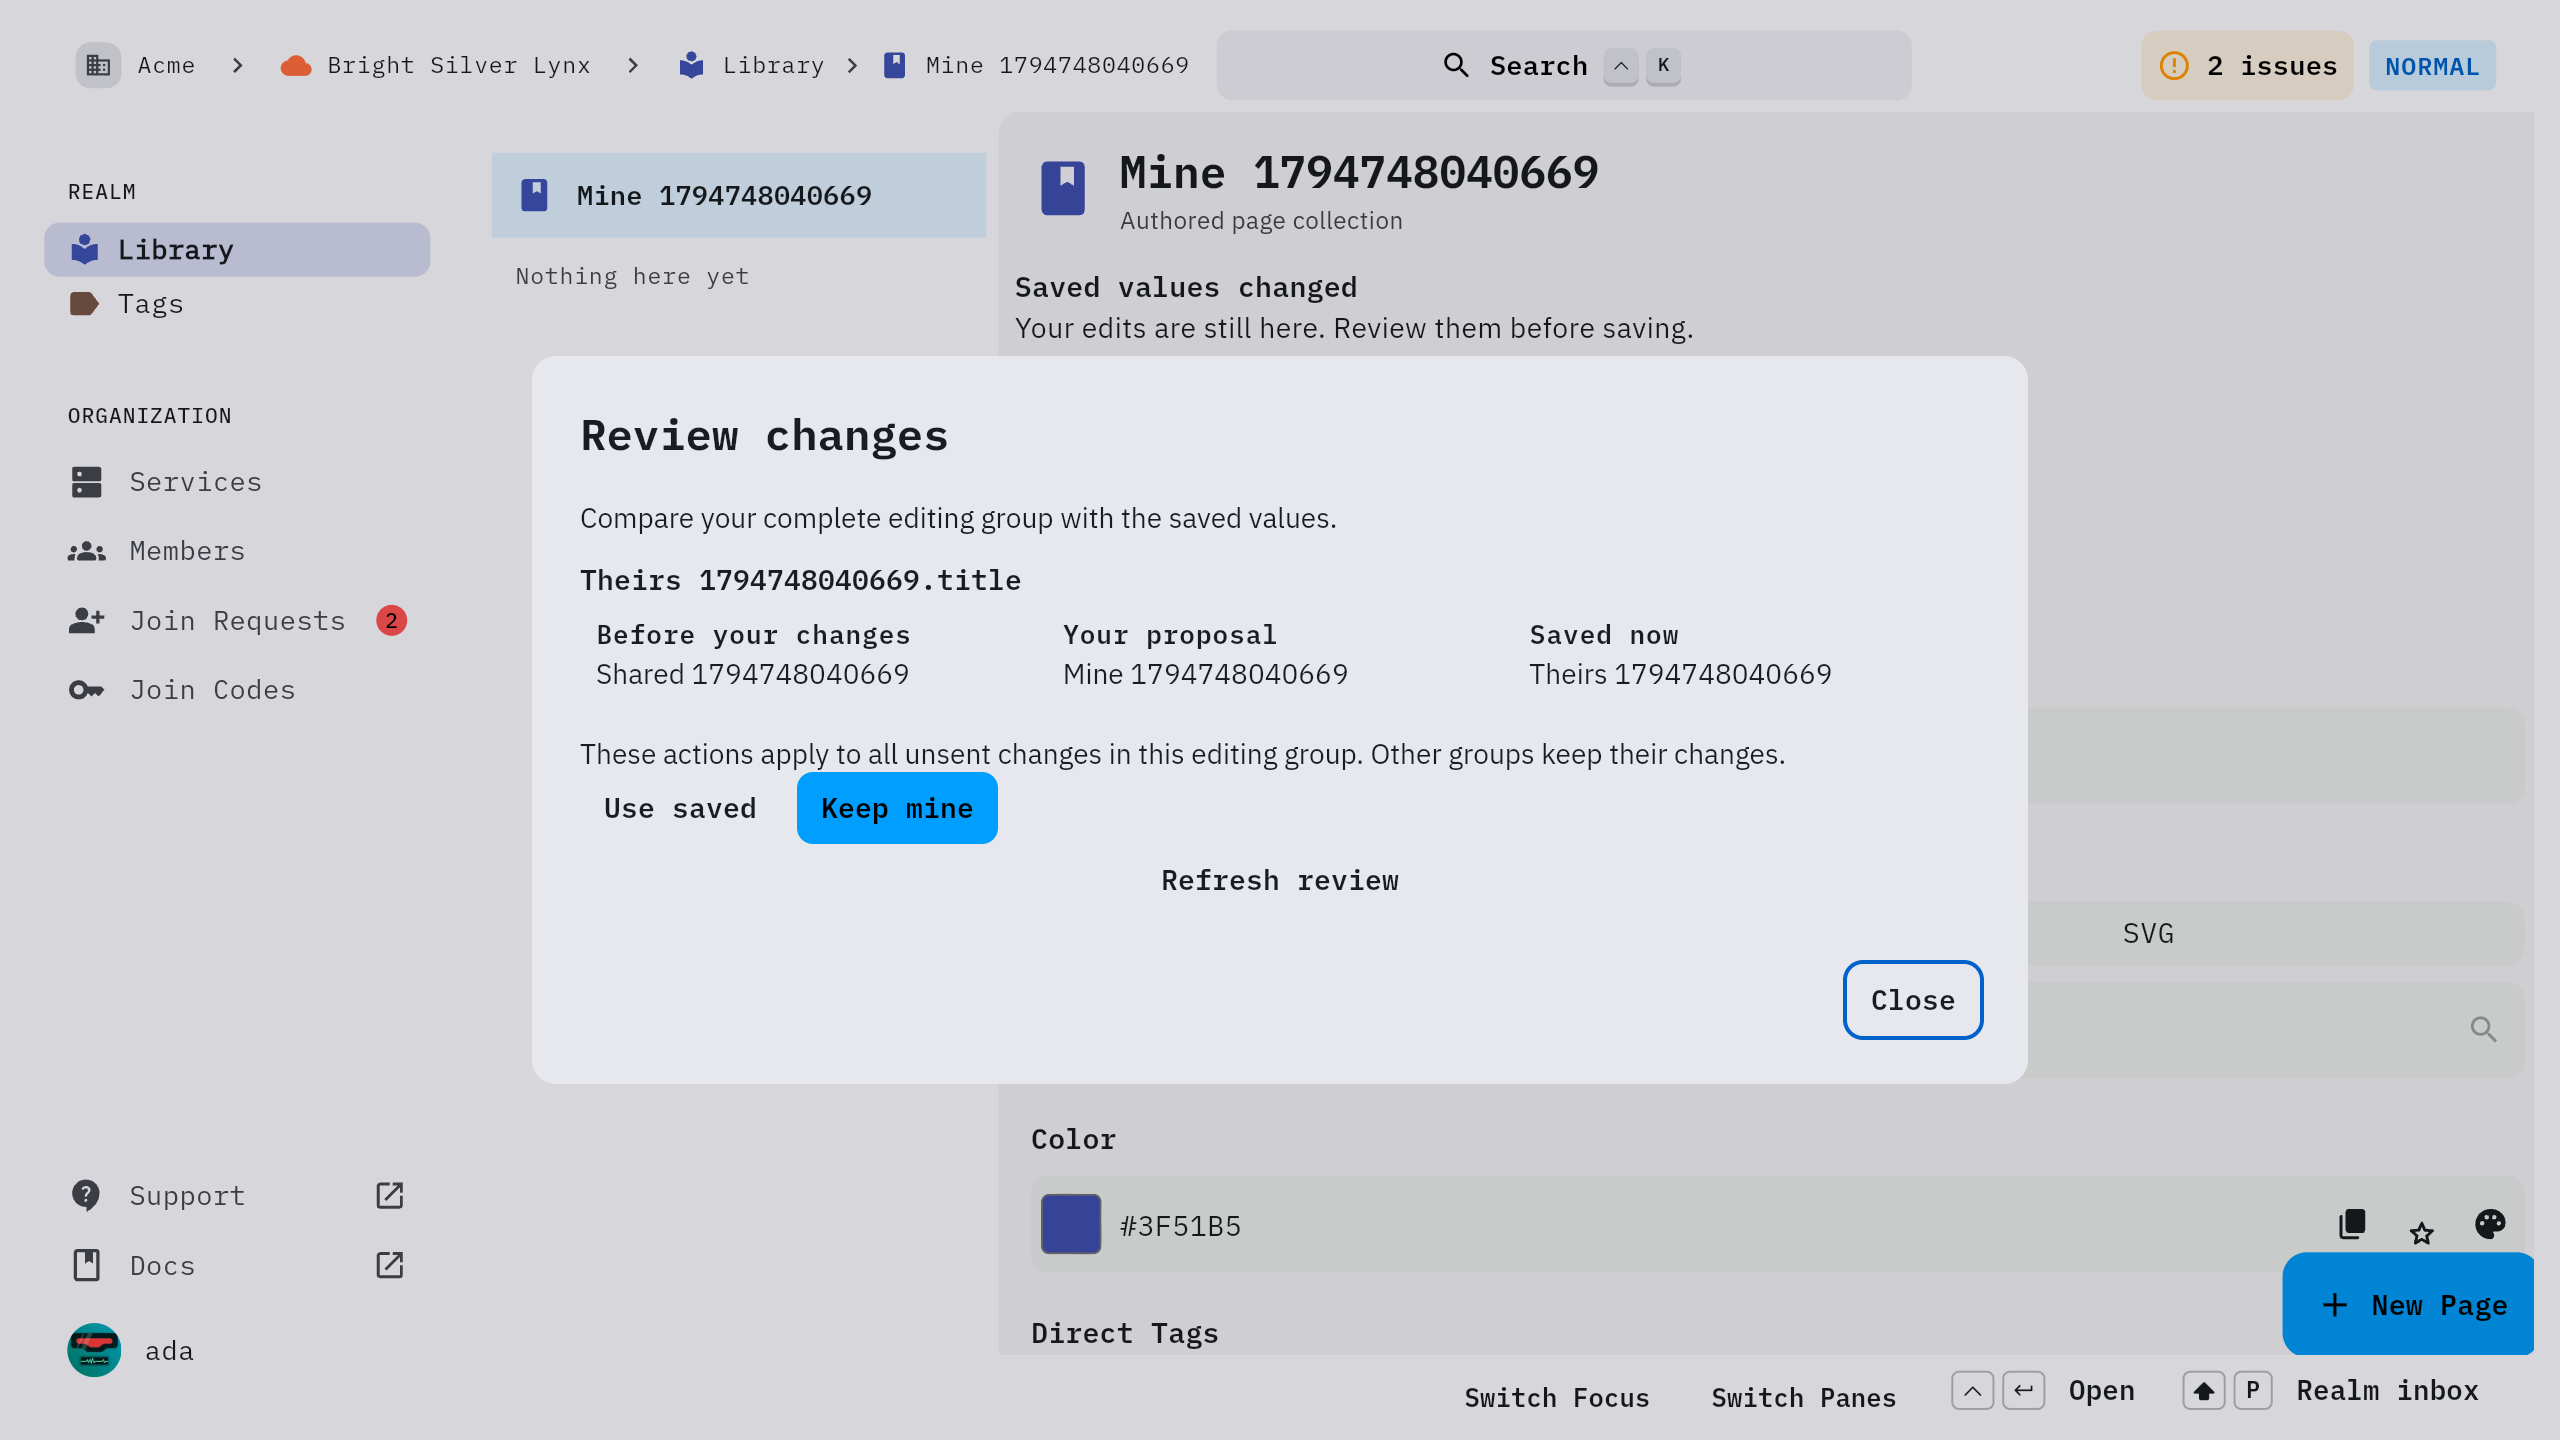 Acme
Bright Silver Lynx
Library
Mine 1794748040669
Search
K
2 issues
NORMAL
REALM
Library
Tags
ORGANIZATION
Services
Members
Join Requests
2
Join Codes
Support
Docs
ada
Mine 1794748040669
Nothing here yet
Mine 1794748040669
Authored page collection
Saved values changed
Your edits are still here. Review them before saving.
Review changes
Compare your complete editing group with the saved values.
Theirs 1794748040669.title
Before your changes
Shared 1794748040669
Your proposal
Mine 1794748040669
Saved now
Theirs 1794748040669
These actions apply to all unsent changes in this editing group. Other groups keep their changes.
Use saved
Keep mine
Refresh review
Close
SVG
Color
#3F51B5
New Page
Direct Tags
Switch Focus
Switch Panes
Open
P
Realm inbox